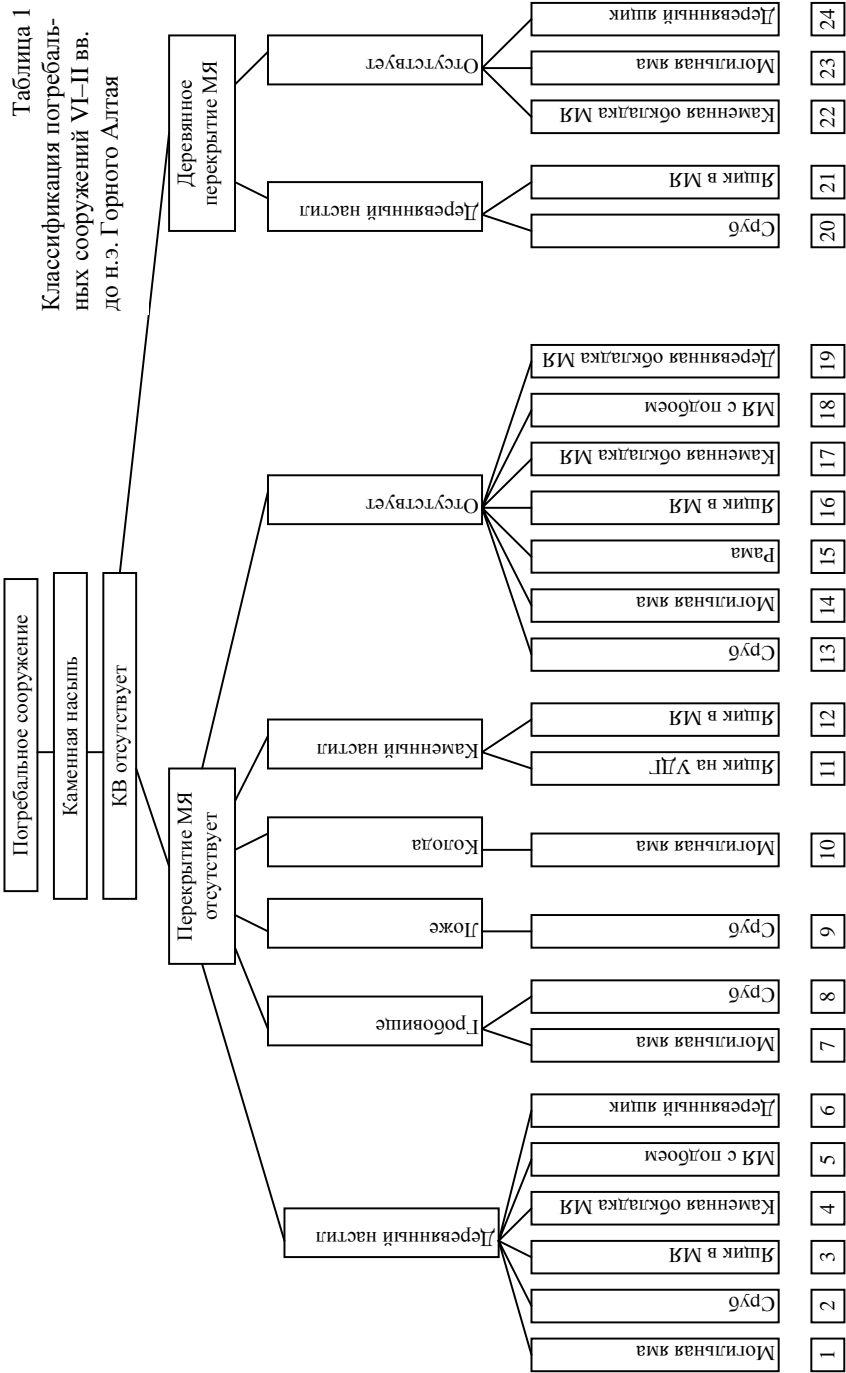 Таблица 1
Классификация погребаль-
ных сооружений VI–II вв.
до н.э. Горного Алтая
Погребальное сооружение
Каменная насыпь
КВ отсутствует
Перекрытие МЯ
отсутствует
Деревянное
перекрытие МЯ
Деревянный настил
Гробовище
Ложе
Колода
Каменный настил
Отсутствует
Деревянный настил
Отсутствует
Могильная яма
Сруб
Ящик в МЯ
Каменная обкладка МЯ
МЯ с подбоем
Деревянный ящик
Могильная яма
Сруб
Сруб
Могильная яма
Ящик на УДГ
Ящик в МЯ
Сруб
Могильная яма
Рама
Ящик в МЯ
Каменная обкладка МЯ
МЯ с подбоем
Деревянная обкладка МЯ
Сруб
Ящик в МЯ
Каменная обкладка МЯ
Могильная яма
Деревянный ящик
1
2
3
4
5
6
7
8
9
10
11
12
13
14
15
16
17
18
19
20
21
22
23
24